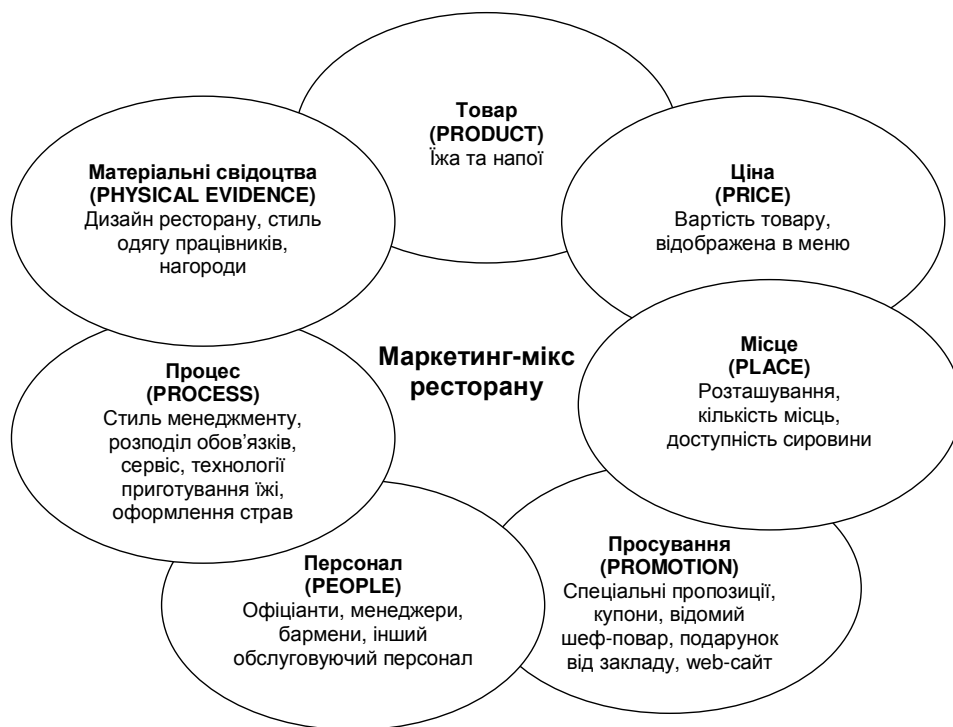 Товар
(PRODUCT)
Їжа та напої
Ціна
(PRICE)
Вартість товару,
відображена в меню
Місце
(PLACE)
Розташування,
кількість місць,
доступність сировини
Просування
(PROMOTION)
Спеціальні пропозиції,
купони, відомий
шеф-повар, подарунок
від закладу, web-сайт
Персонал
(PEOPLE)
Офіціанти, менеджери,
бармени, інший
обслуговуючий персонал
Процес
(PROCESS)
Стиль менеджменту,
розподіл обов’язків,
сервіс, технології
приготування їжі,
оформлення страв
Матеріальні свідоцтва
(PHYSICAL EVIDENCE)
Дизайн ресторану, стиль
одягу працівників,
нагороди
Маркетинг-мікс
ресторану